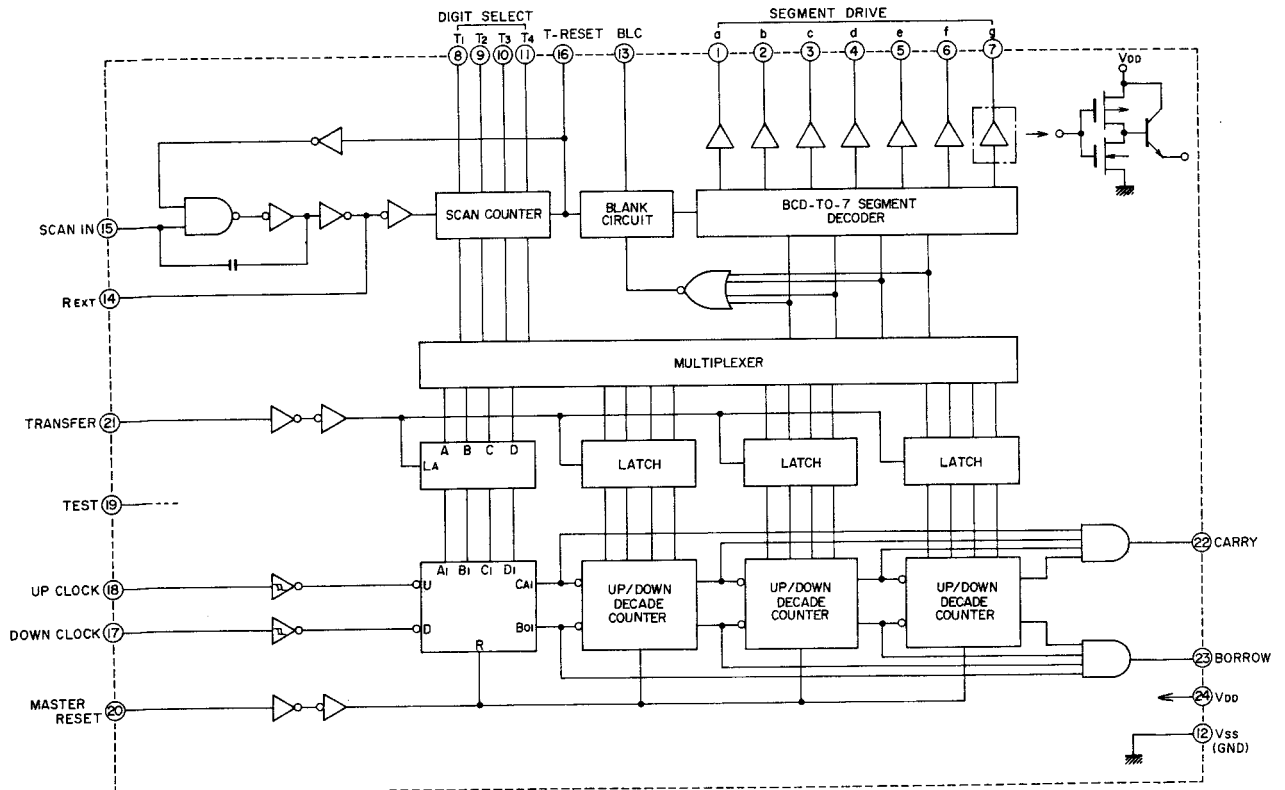 DIGIT SELECT
T1 T2 T3 T4 T-RESET BLC
8 9 10 11 16 13
SEGMENT DRIVE
a b c d e f g
1 2 3 4 5 6 7
VDD
SCAN IN 15
SCAN COUNTER
BLANK
CIRCUIT
BCD-TO-7 SEGMENT
DECODER
REXT 14
MULTIPLEXER
TRANSFER 21
A B C D
LA
LATCH
LATCH
LATCH
TEST 19
22 CARRY
UP CLOCK 18
DOWN CLOCK 17
A1 B1 C1 D1
U CA1
D BO1
R
UP/DOWN
DECADE
COUNTER
UP/DOWN
DECADE
COUNTER
UP/DOWN
DECADE
COUNTER
23 BORROW
MASTER
RESET 20
24 VDD
12 VSS
(GND)